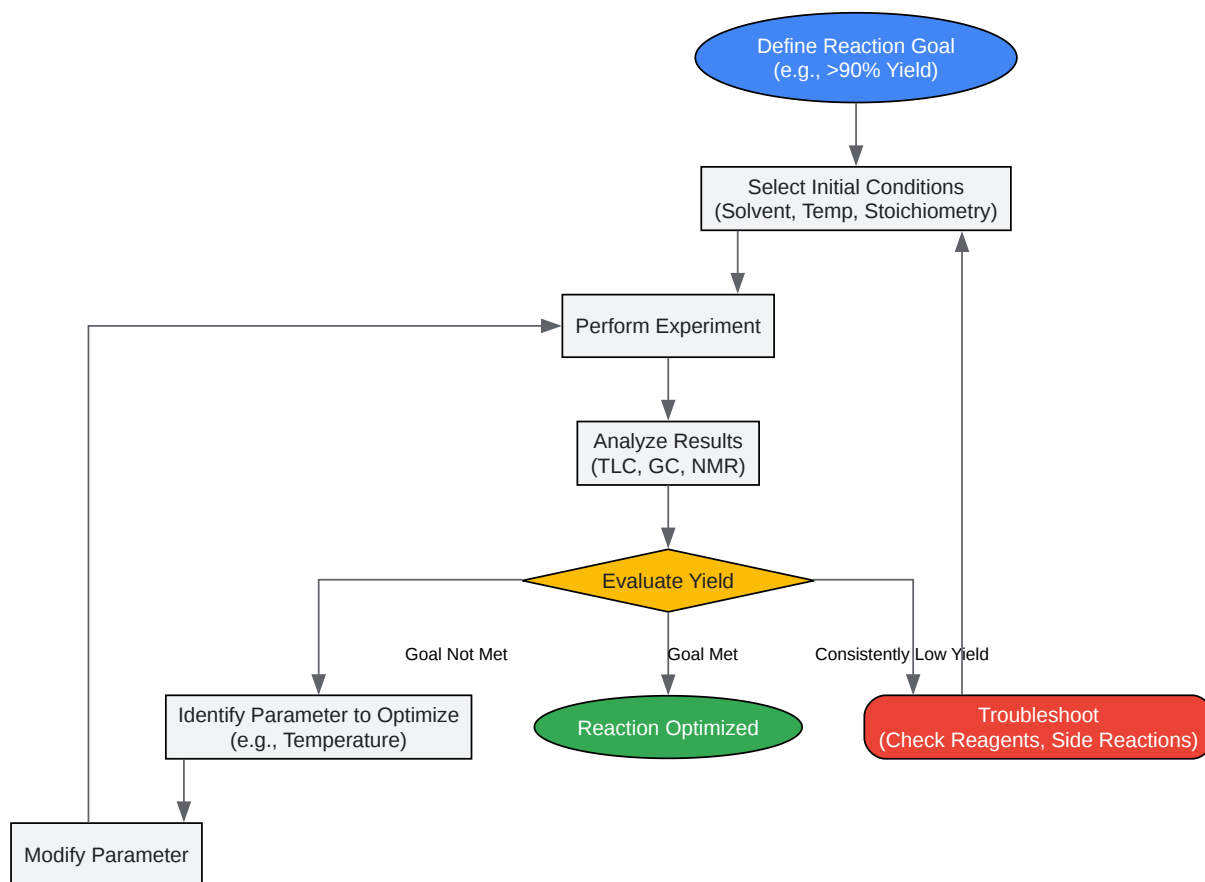 Define Reaction Goal
(e.g., >90% Yield)
Select Initial Conditions
(Solvent, Temp, Stoichiometry)
Perform Experiment
Analyze Results
(TLC, GC, NMR)
Evaluate Yield
Goal Not Met
Goal Met
Consistently Low Yield
Identify Parameter to Optimize
(e.g., Temperature)
Reaction Optimized
Troubleshoot
(Check Reagents, Side Reactions)
Modify Parameter